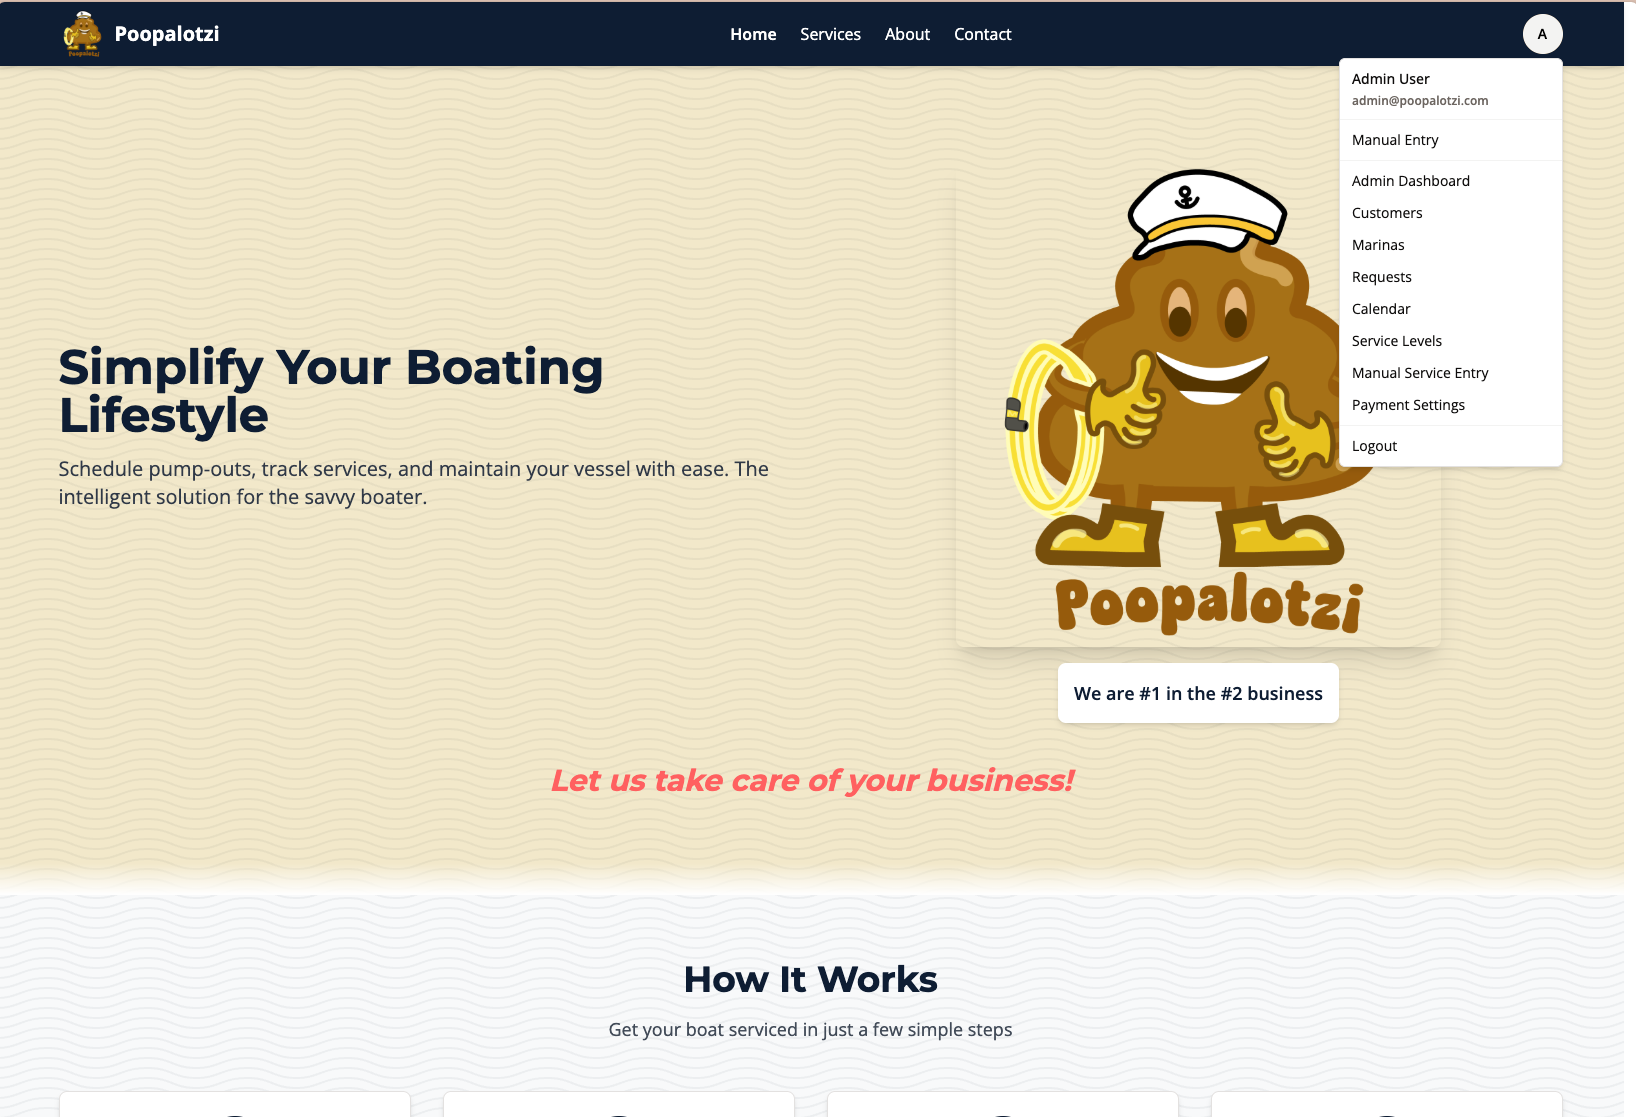 Poopalotzi
Poopalotzi
Home
Services
About
Contact
A
Admin User
admin@poopalotzi.com
Manual Entry
Admin Dashboard
Customers
Marinas
Requests
Calendar
Service Levels
Manual Service Entry
Payment Settings
Logout
Simplify Your Boating
Lifestyle
Schedule pump-outs, track services, and maintain your vessel with ease. The
intelligent solution for the savvy boater.
Poopalotzi
We are #1 in the #2 business
Let us take care of your business!
How It Works
Get your boat serviced in just a few simple steps